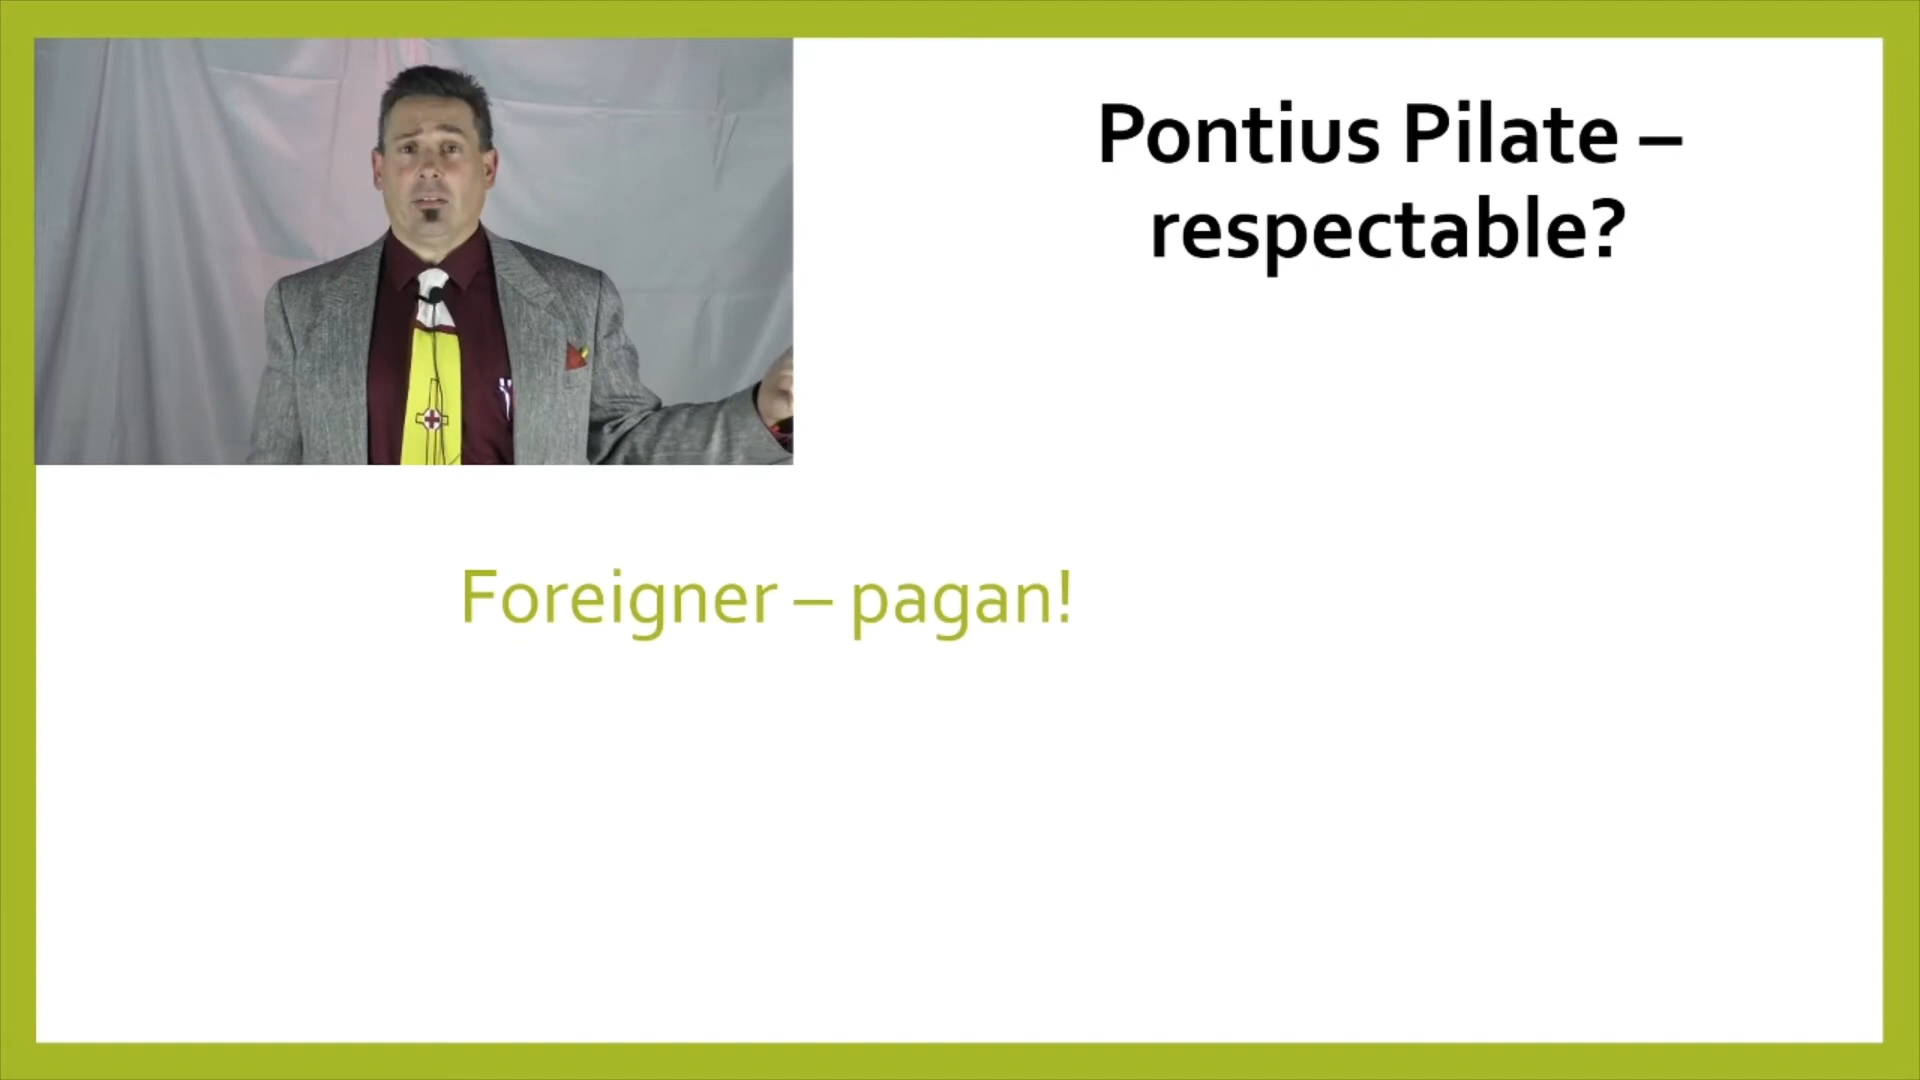 Pontius Pilate –
respectable?
Foreigner – pagan!